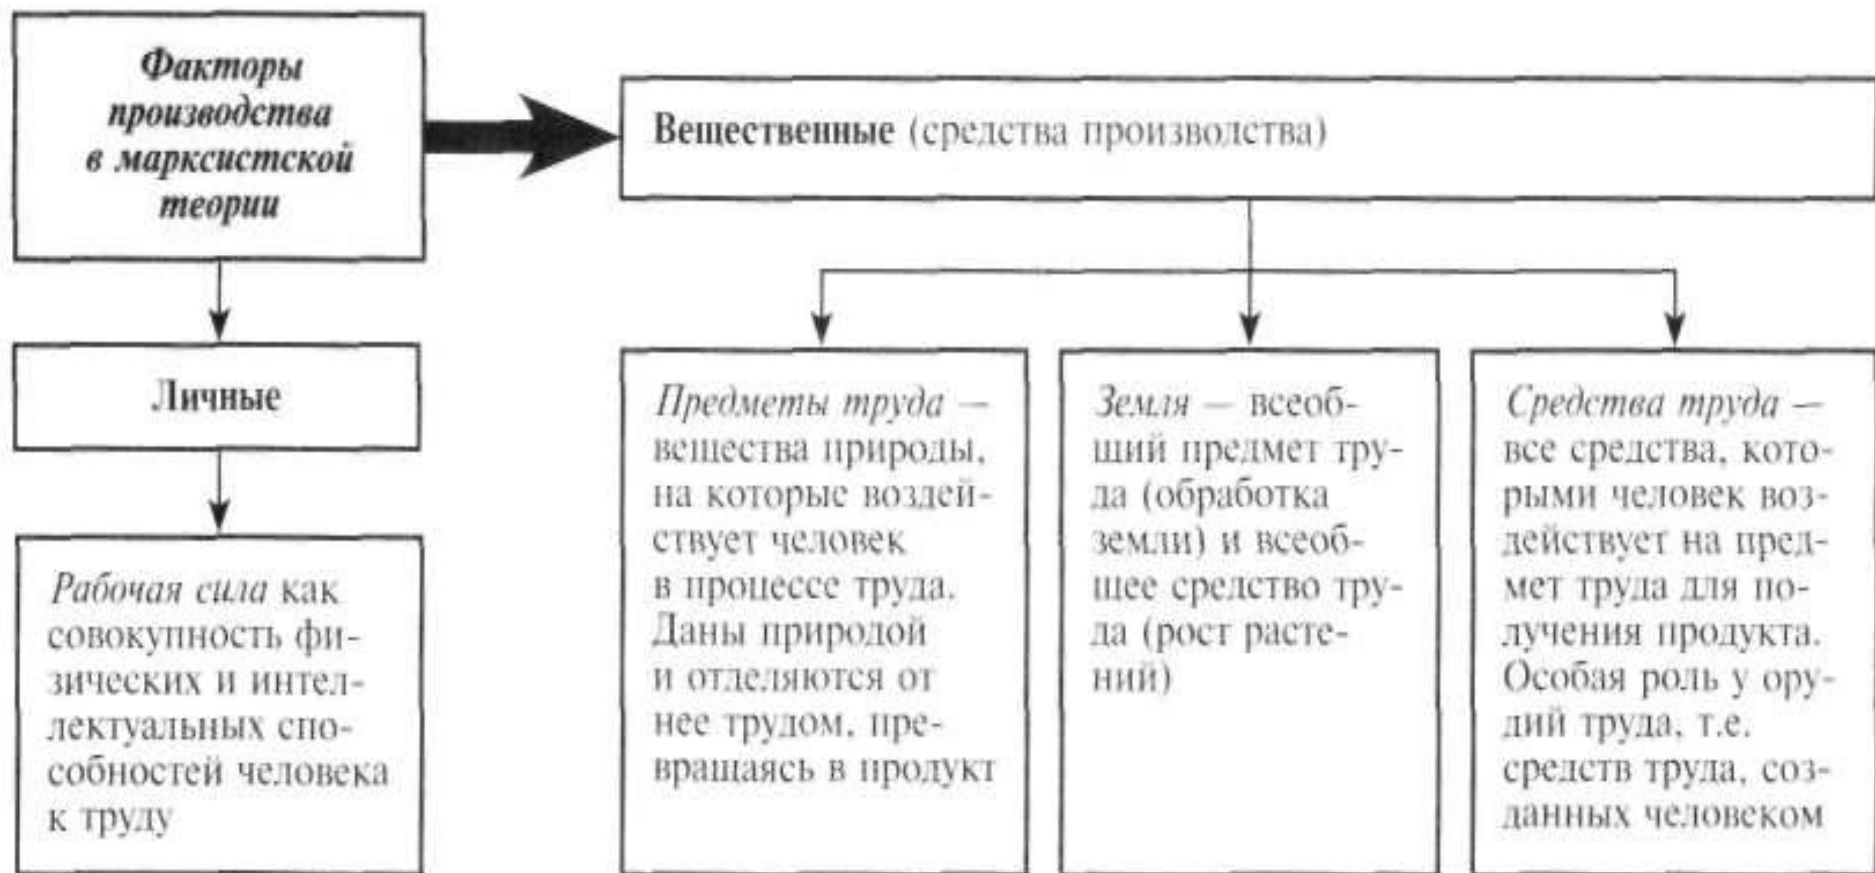 Факторы
производства
в марксистской
теории
Вещественные (средства производства)
Личные
Рабочая сила как
совокупность фи-
зических и интел-
лектуальных спо-
собностей человека
к труду
Предметы труда —
вещества природы,
на которые воздей-
ствует человек
в процессе труда.
Даны природой
и отделяются от
нее трудом, пре-
вращаясь в продукт
Земля — всеоб-
щий предмет тру-
да (обработка
земли) и всеоб-
щее средство тру-
да (рост расте-
ний)
Средства труда —
все средства, кото-
рыми человек воз-
действует на пред-
мет труда для по-
лучения продукта.
Особая роль у ору-
дий труда, т.е.
средств труда, соз-
данных человеком